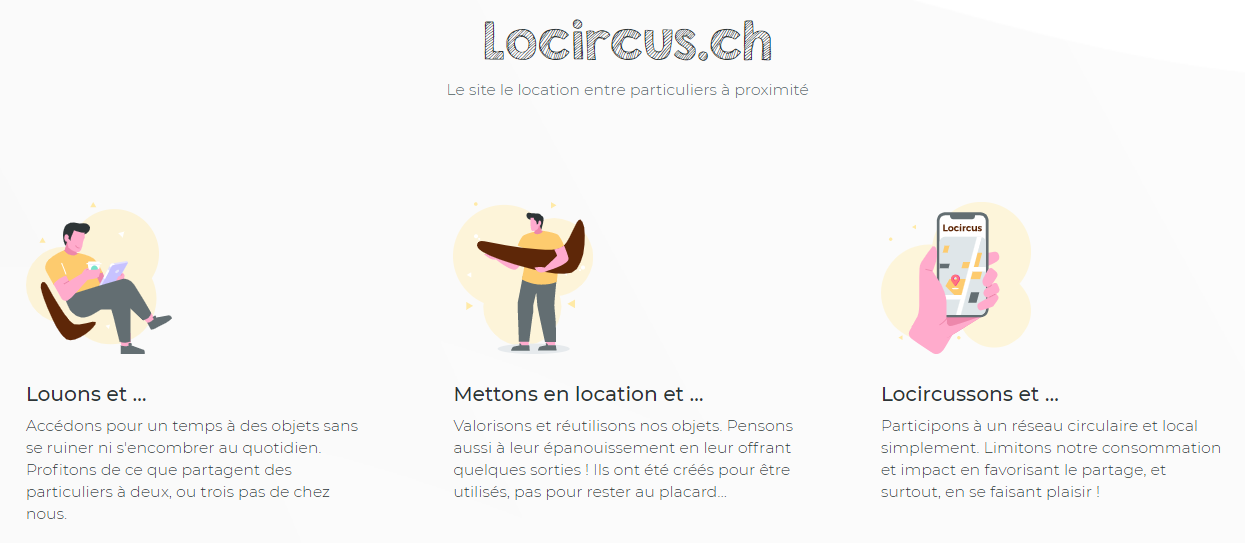 Locircus.ch
Le site le location entre particuliers à proximité
Locircus
Louons et ...
Accédons pour un temps à des objets sans
se ruiner ni s'encombrer au quotidien.
Profitons de ce que partagent des
particuliers à deux, ou trois pas de chez
nous.
Mettons en location et ...
Valorisons et réutilisons nos objets. Pensons
aussi à leur épanouissement en leur offrant
quelques sorties ! Ils ont été créés pour être
utilisés, pas pour rester au placard...
Locircussons et ...
Participons à un réseau circulaire et local
simplement. Limitons notre consommation
et impact en favorisant le partage, et
surtout, en se faisant plaisir !